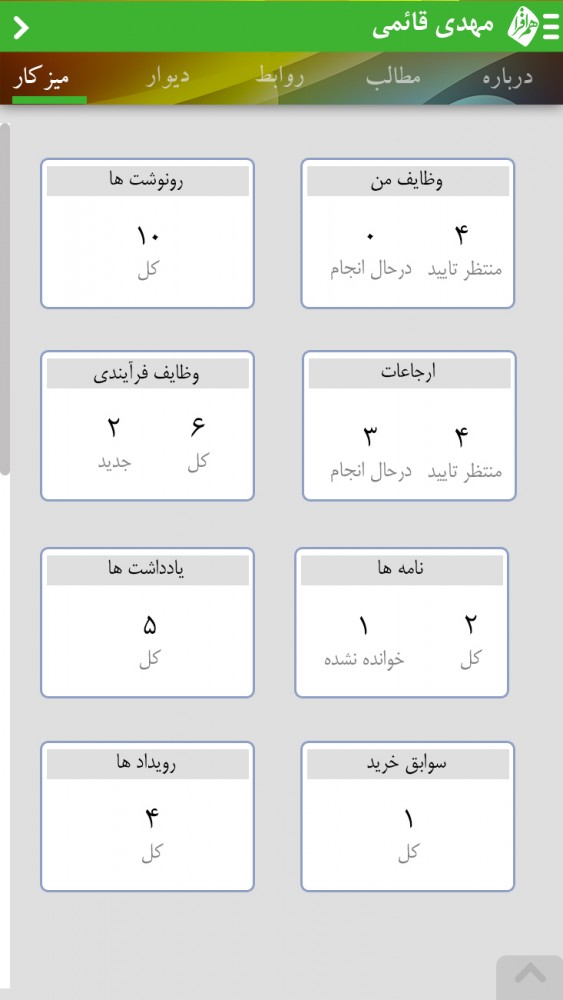 مهدی قائمی
هم افزا
درباره مطالب روابط دیوار میز کار
وظایف من
۴ ۰
منتظر تایید درحال انجام
رونوشت ها
۱۰
کل
ارجاعات
۴ ۳
منتظر تایید درحال انجام
وظایف فرآیندی
۶ ۲
کل جدید
نامه ها
۲ ۱
کل خوانده نشده
یادداشت ها
۵
کل
سوابق خرید
۱
کل
رویداد ها
۴
کل